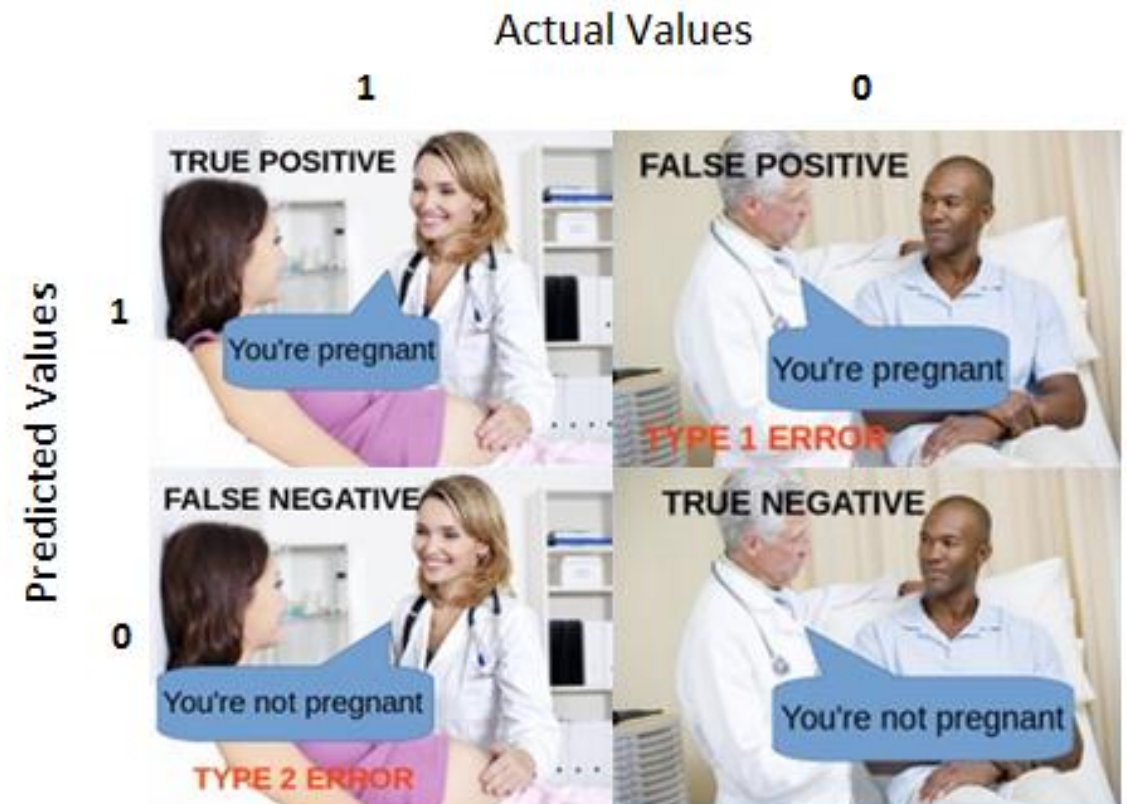 Actual Values
1 0
TRUE POSITIVE FALSE POSITIVE
Predicted Values
1
You're pregnant You're pregnant
TYPE 1 ERROR
FALSE NEGATIVE TRUE NEGATIVE
0
You're not pregnant You're not pregnant
TYPE 2 ERROR